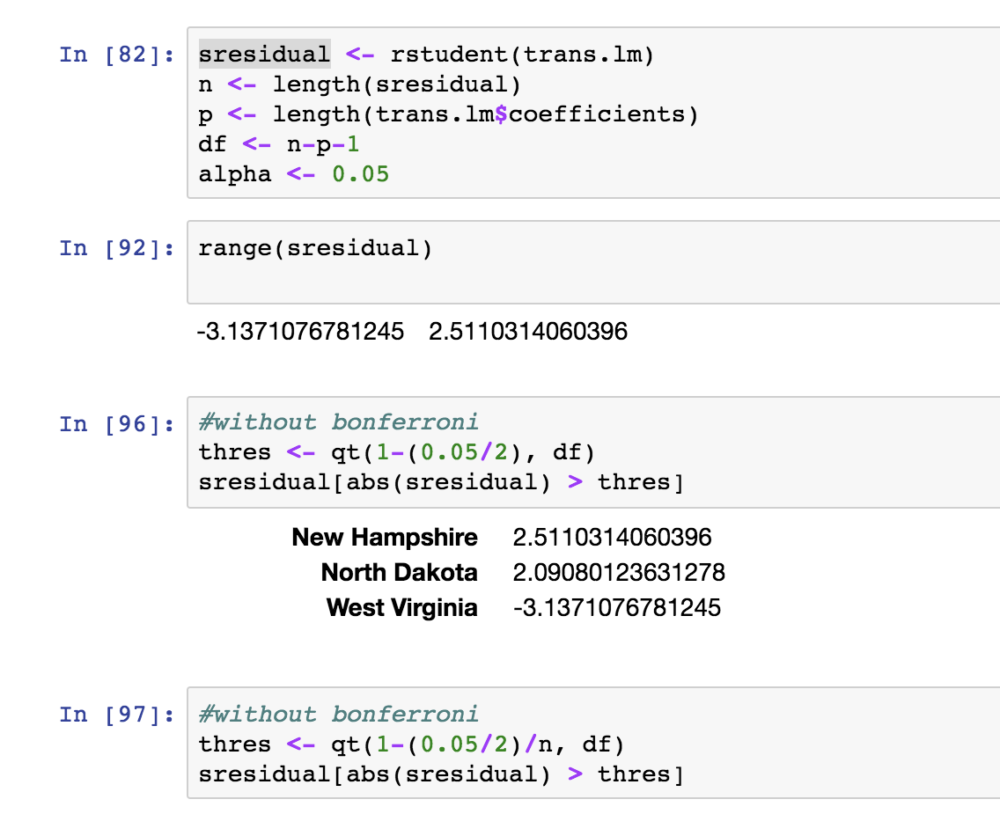 In [82]: sresidual <- rstudent(trans.lm)
n <- length(sresidual)
p <- length(trans.lm$coefficients)
df <- n-p-1
alpha <- 0.05
In [92]: range(sresidual)
-3.1371076781245 2.5110314060396
In [96]: #without bonferroni
thres <- qt(1-(0.05/2), df)
sresidual[abs(sresidual) > thres]
New Hampshire 2.5110314060396
North Dakota 2.09080123631278
West Virginia -3.1371076781245
In [97]: #without bonferroni
thres <- qt(1-(0.05/2)/n, df)
sresidual[abs(sresidual) > thres]